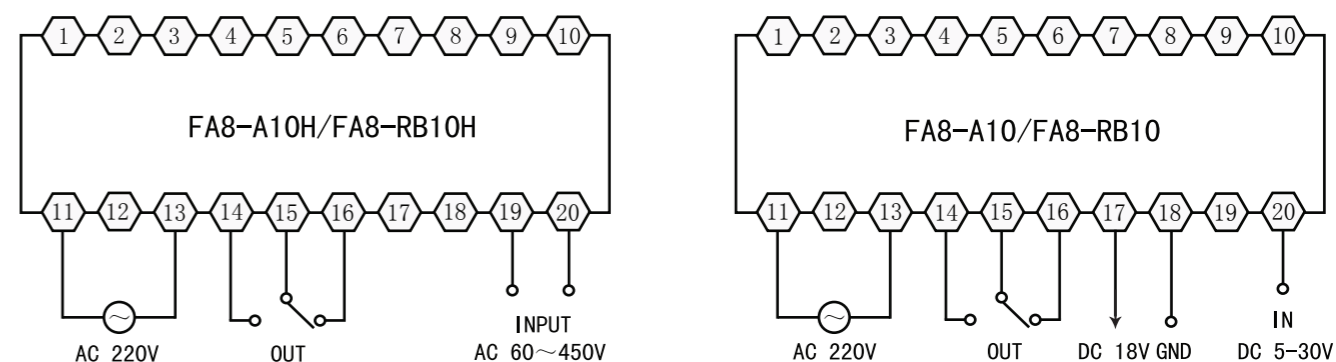 1 2 3 4 5 6 7 8 9 10
FA8-A10H/FA8-RB10H
11 12 13 14 15 16 17 18 19 20
INPUT
AC 220V OUT AC 60～450V
1 2 3 4 5 6 7 8 9 10
FA8-A10/FA8-RB10
11 12 13 14 15 16 17 18 19 20
IN
AC 220V OUT DC 18V GND DC 5-30V